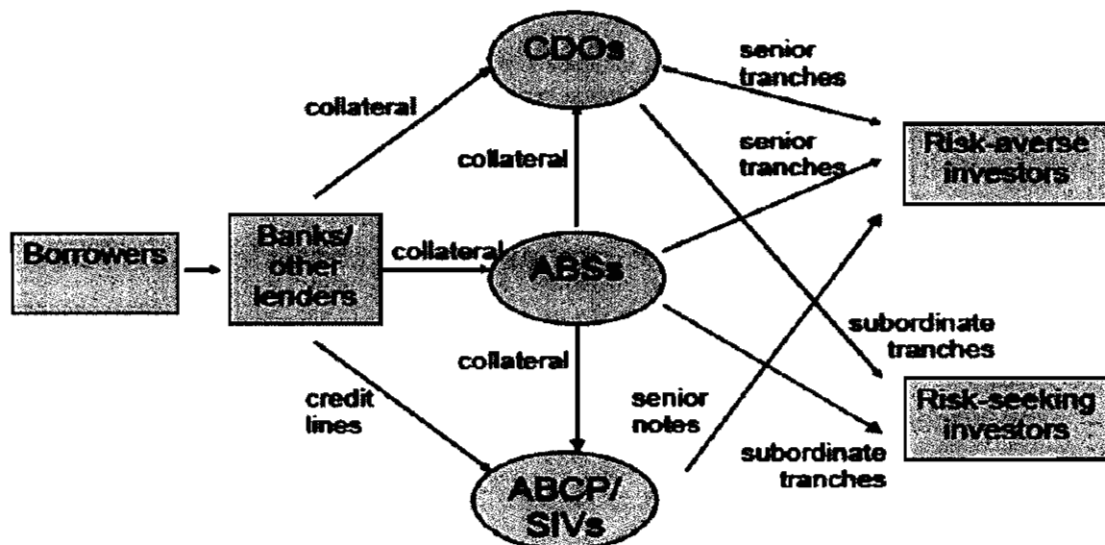 CDOs
senior
tranches
collateral
senior
tranches
Risk-averse
investors
collateral
Borrowers
Banks/
other
lenders
collateral
ABSs
subordinate
tranches
collateral
credit
lines
senior
notes
Risk-seeking
investors
subordinate
tranches
ABCP/
SIVs